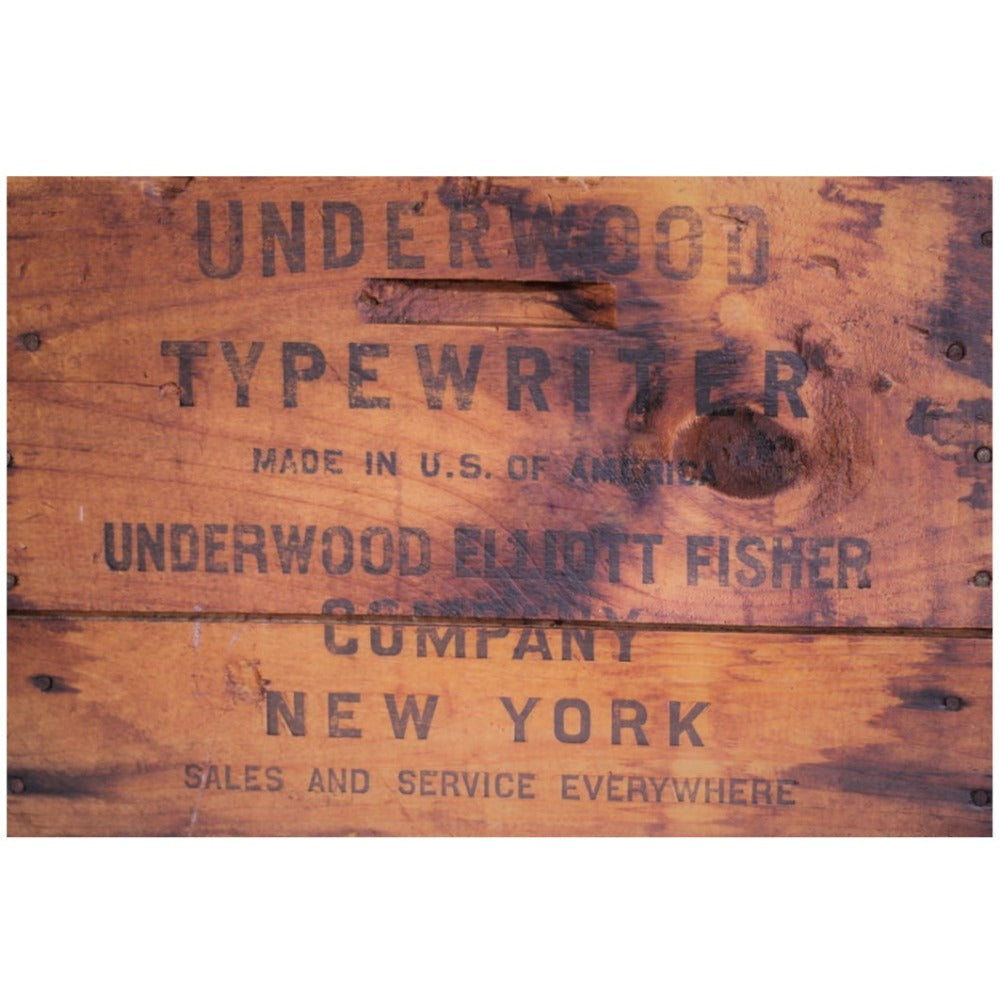 UNDERWOOD
TYPEWRITER
MADE IN U.S. OF AMERICA
UNDERWOOD ELLIOTT FISHER
COMPANY
NEW YORK
SALES AND SERVICE EVERYWHERE